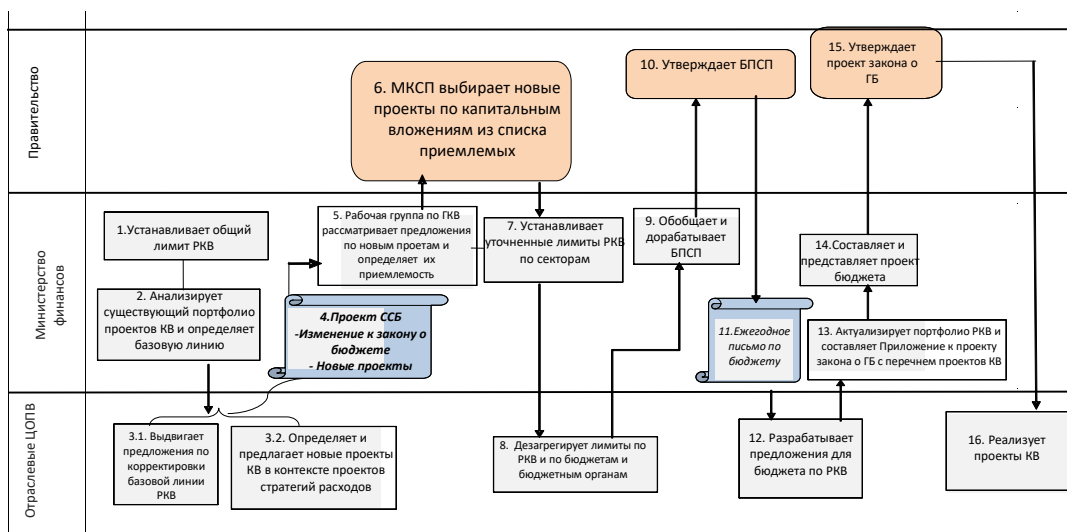 Правительство
6. МКСП выбирает новые
проекты по капитальным
вложениям из списка
приемлемых
10. Утверждает БПСП
15. Утверждает
проект закона о
ГБ
Министерство
финансов
1.Устанавливает общий
лимит РКВ
2. Анализирует
существующий портфолио
проектов КВ и определяет
базовую линию
5. Рабочая группа по ГКВ
рассматривает предложения
по новым проетам и
определяет их
приемлемость
4.Проект ССБ
-Изменение к закону о
бюджете
- Новые проекты
7. Устанавливает
уточненные лимиты РКВ
по секторам
9. Обобщает и
дорабатывает
БПСП
11.Ежегодное
письмо по
бюджету
14.Составляет и
представляет проект
бюджета
13. Актуализирует портфолио РКВ и
составляет Приложение к проекту
закона о ГБ с перечнем проектов КВ
Отраслевые ЦОПВ
3.1. Выдвигает
предложения по
корректировки
базовой линии
РКВ
3.2. Определяет и
предлагает новые проекты
КВ в контексте проектов
стратегий расходов
8. Дезагрегирует лимиты по
РКВ и по бюджетам и
бюджетным органам
12. Разрабатывает
предложения для
бюджета по РКВ
16. Реализует
проекты КВ